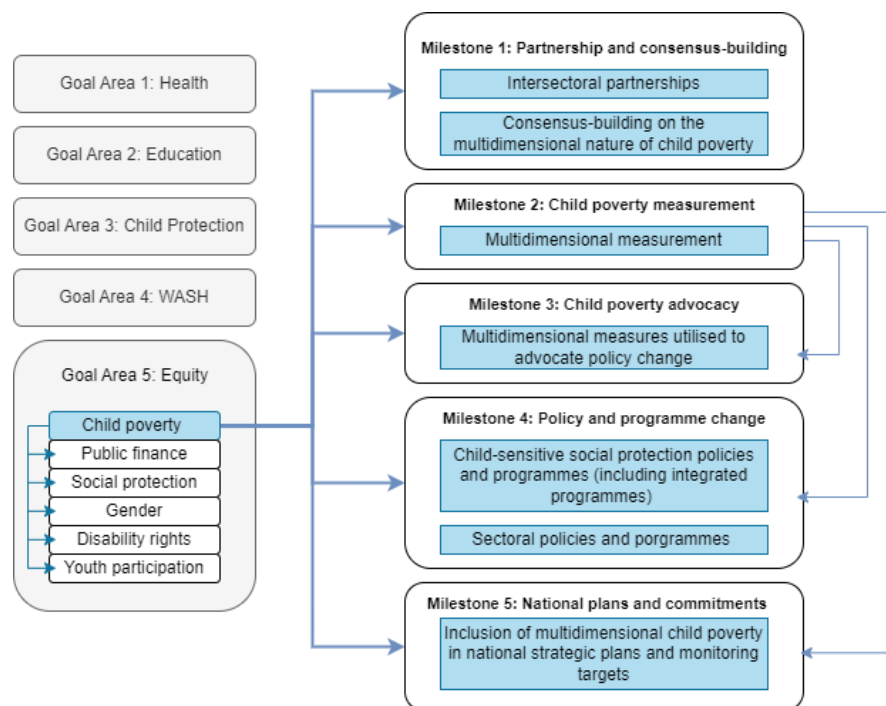 Goal Area 1: Health
Goal Area 2: Education
Goal Area 3: Child Protection
Goal Area 4: WASH
Goal Area 5: Equity
Child poverty
Public finance
Social protection
Gender
Disability rights
Youth participation
Milestone 1: Partnership and consensus-building
Intersectoral partnerships
Consensus-building on the
multidimensional nature of child poverty
Milestone 2: Child poverty measurement
Multidimensional measurement
Milestone 3: Child poverty advocacy
Multidimensional measures utilised to
advocate policy change
Milestone 4: Policy and programme change
Child-sensitive social protection policies
and programmes (including integrated
programmes)
Sectoral policies and porgrammes
Milestone 5: National plans and commitments
Inclusion of multidimensional child poverty
in national strategic plans and monitoring
targets